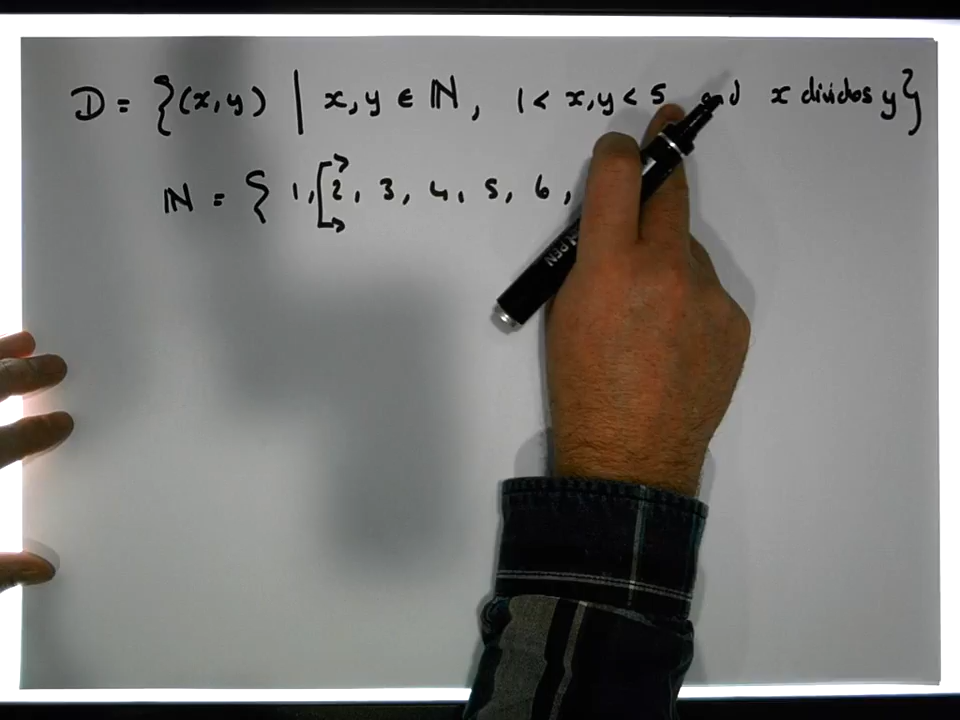 D = {(x,y) | x,y ∈ ℕ, 1 < x,y < 5 and x divides y}
ℕ = { 1, [2, 3, 4, 5, 6,